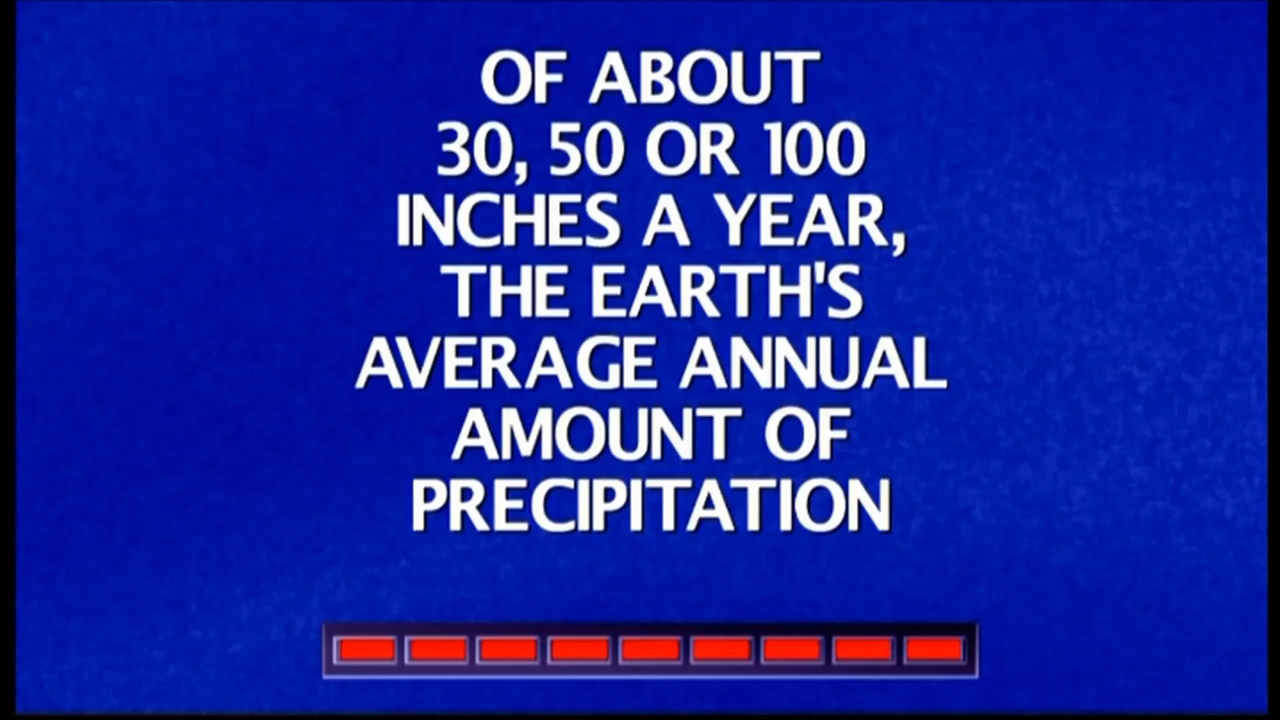 OF ABOUT
30, 50 OR 100
INCHES A YEAR,
THE EARTH'S
AVERAGE ANNUAL
AMOUNT OF
PRECIPITATION